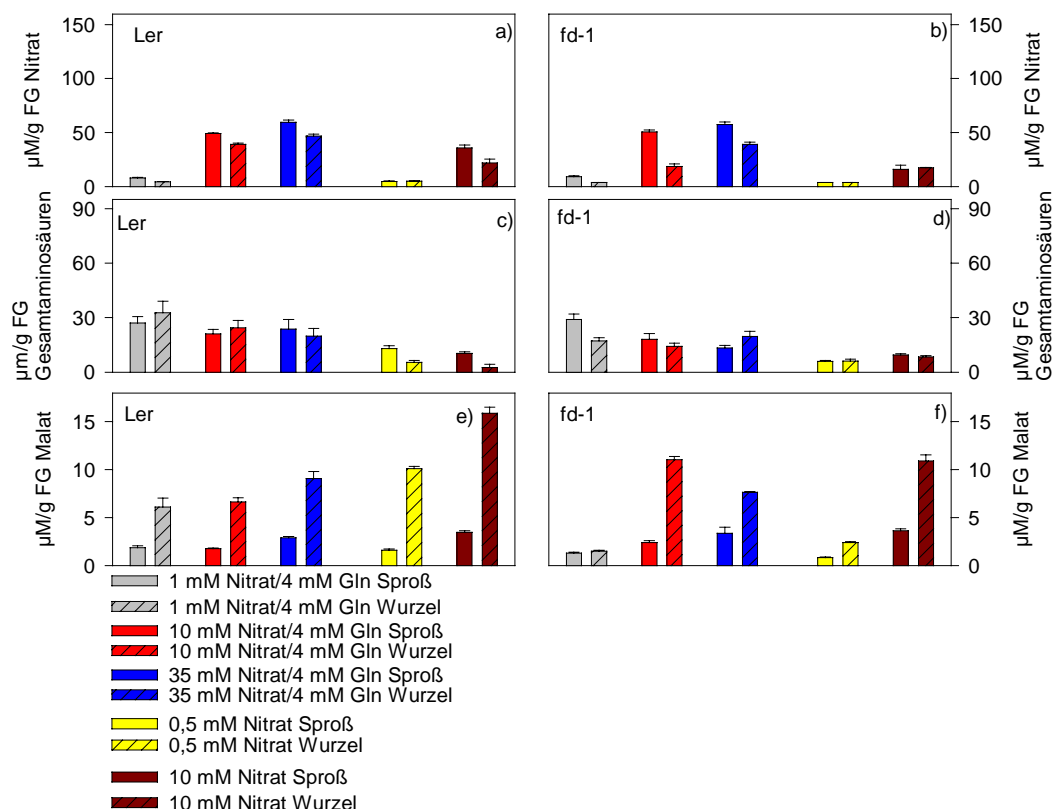 Ler
a)
µM/g FG Nitrat
150
100
50
0
fd-1
b)
150
100
50
0
µM/g FG Nitrat
Ler
c)
µm/g FG
Gesamtaminosäuren
90
60
30
0
fd-1
d)
90
60
30
0
µM/g FG
Gesamtaminosäuren
Ler
e)
µM/g FG Malat
15
10
5
0
fd-1
f)
15
10
5
0
µM/g FG Malat
1 mM Nitrat/4 mM Gln Sproß
1 mM Nitrat/4 mM Gln Wurzel
10 mM Nitrat/4 mM Gln Sproß
10 mM Nitrat/4 mM Gln Wurzel
35 mM Nitrat/4 mM Gln Sproß
35 mM Nitrat/4 mM Gln Wurzel
0,5 mM Nitrat Sproß
0,5 mM Nitrat Wurzel
10 mM Nitrat Sproß
10 mM Nitrat Wurzel